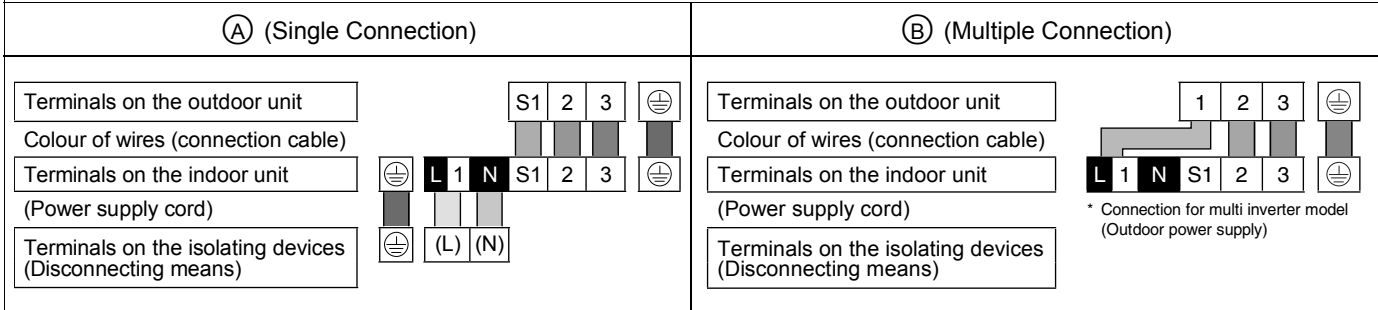 Ⓐ (Single Connection)
Terminals on the outdoor unit
S1 2 3
Colour of wires (connection cable)
Terminals on the indoor unit
L 1 N S1 2 3
(Power supply cord)
Terminals on the isolating devices
(Disconnecting means)
(L) (N)
Ⓑ (Multiple Connection)
Terminals on the outdoor unit
1 2 3
Colour of wires (connection cable)
Terminals on the indoor unit
L 1 N S1 2 3
(Power supply cord)
* Connection for multi inverter model
(Outdoor power supply)
Terminals on the isolating devices
(Disconnecting means)